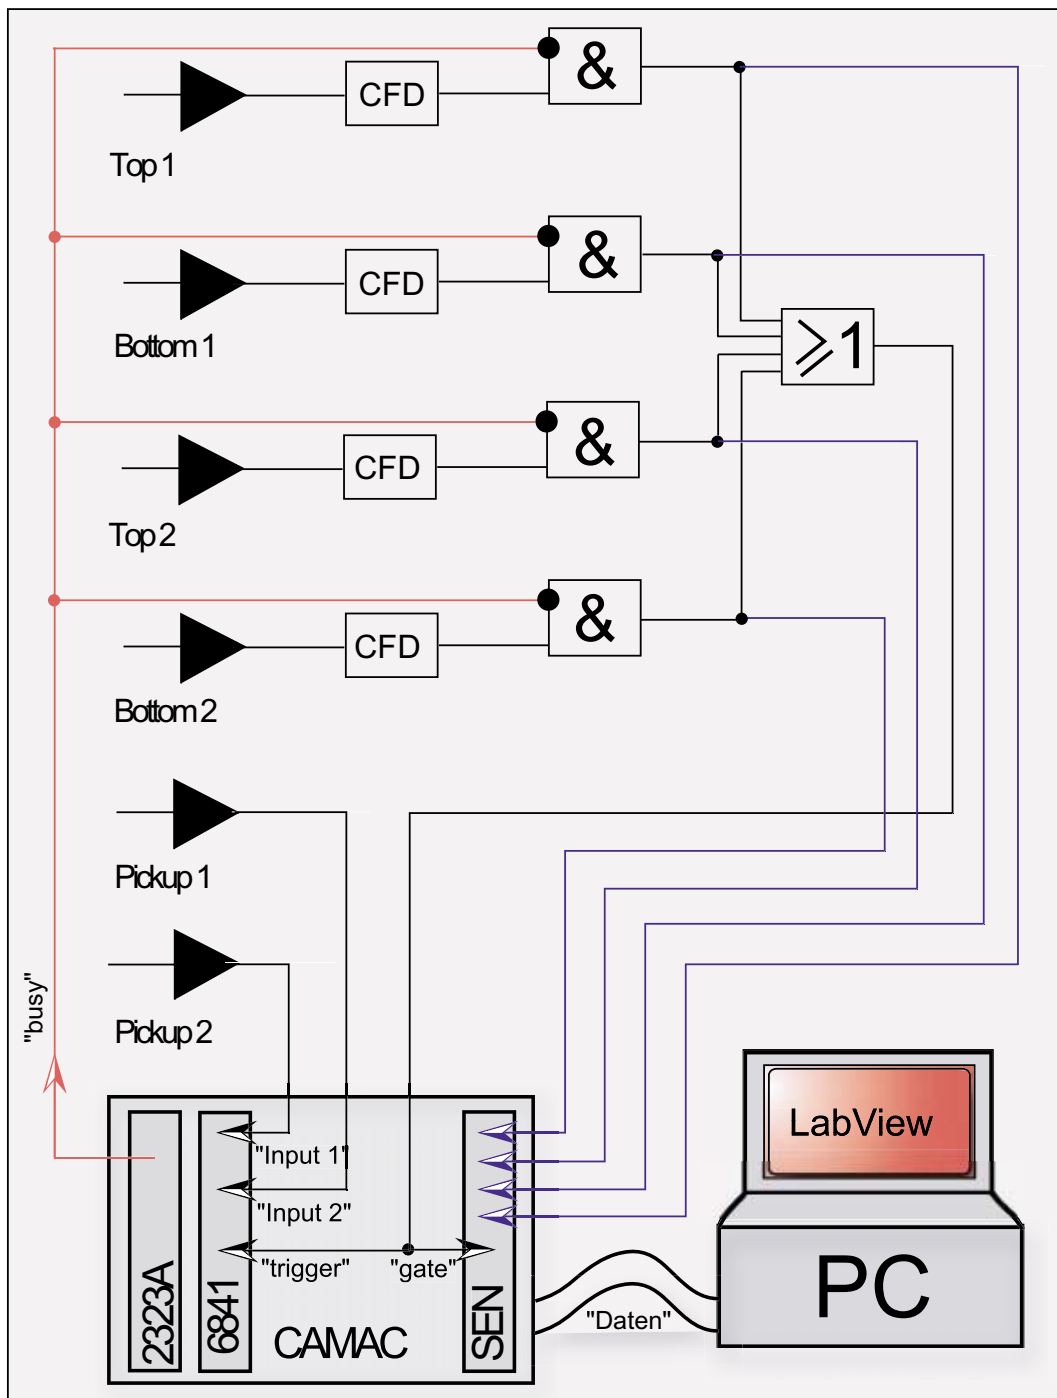 &
CFD
Top 1
&
CFD
Bottom 1
≥1
&
CFD
Top 2
&
CFD
Bottom 2
Pickup 1
"busy"
Pickup 2
LabView
"Input 1"
"Input 2"
"trigger" "gate"
2323A
6841
CAMAC
SEN
"Daten"
PC